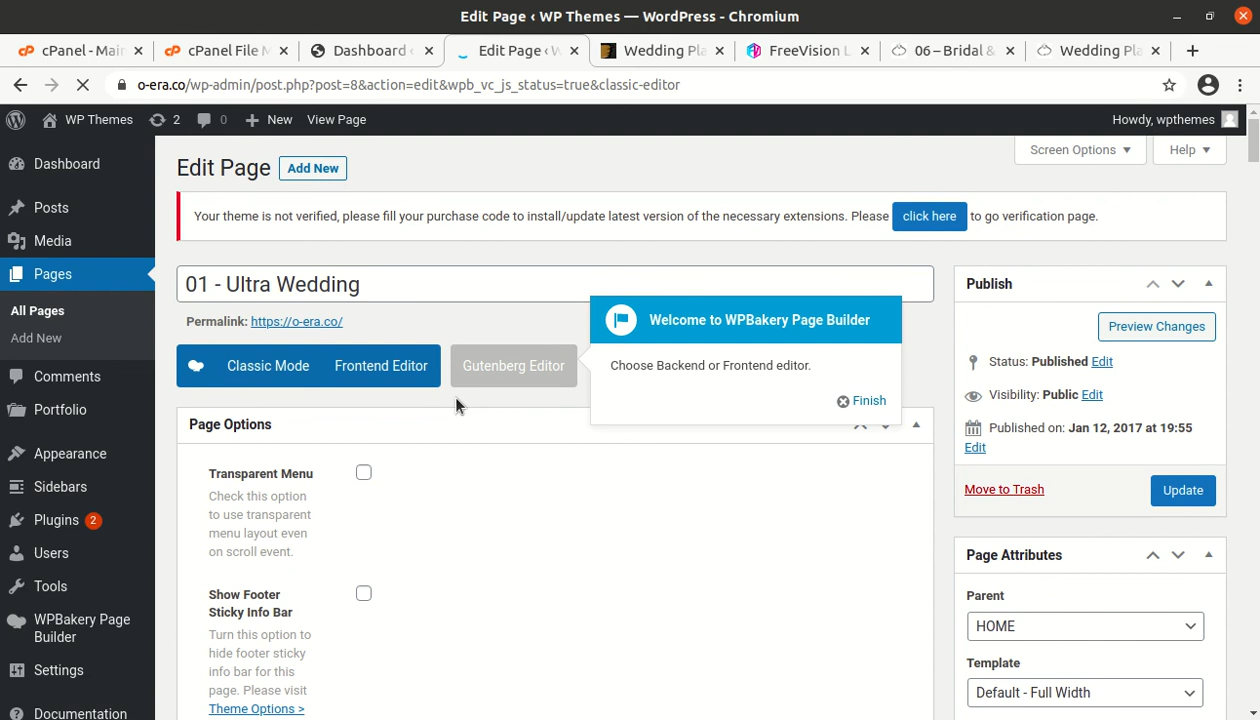 Edit Page ‹ WP Themes — WordPress - Chromium
cPanel - Main
cPanel File M
Dashboard ‹
Edit Page ‹ W
Wedding Pla
FreeVision L
06 – Bridal &
Wedding Pla
o-era.co/wp-admin/post.php?post=8&action=edit&wpb_vc_js_status=true&classic-editor
WP Themes
2
0
New
View Page
Howdy, wpthemes
Dashboard
Posts
Media
Pages
All Pages
Add New
Comments
Portfolio
Appearance
Sidebars
Plugins 2
Users
Tools
WPBakery Page
Builder
Settings
Documentation
Screen Options
Help
Edit Page
Add New
Your theme is not verified, please fill your purchase code to install/update latest version of the necessary extensions. Please click here to go verification page.
01 - Ultra Wedding
Permalink: https://o-era.co/
Classic Mode
Frontend Editor
Gutenberg Editor
Welcome to WPBakery Page Builder
Choose Backend or Frontend editor.
Finish
Page Options
Transparent Menu
Check this option
to use transparent
menu layout even
on scroll event.
Show Footer
Sticky Info Bar
Turn this option to
hide footer sticky
info bar for this
page. Please visit
Theme Options >
Publish
Preview Changes
Status: Published Edit
Visibility: Public Edit
Published on: Jan 12, 2017 at 19:55
Edit
Move to Trash
Update
Page Attributes
Parent
HOME
Template
Default - Full Width